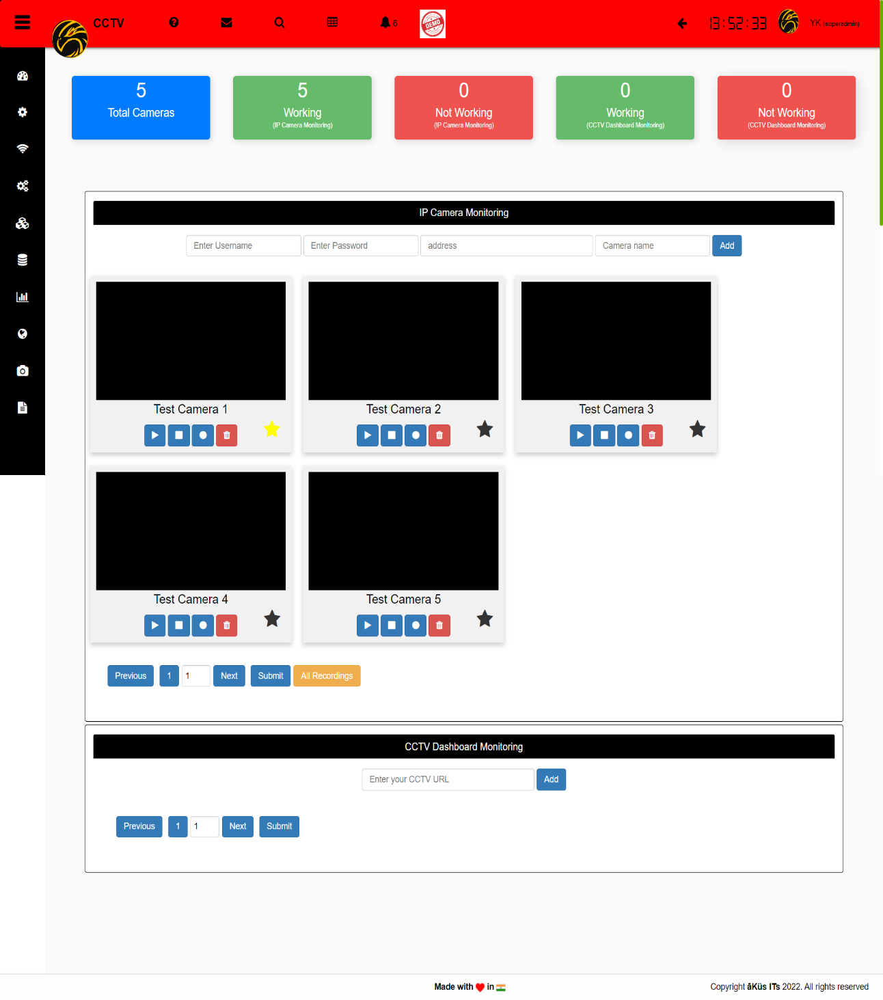 CCTV
6
DEMO
13:52:33
YK (superadmin)
5
Total Cameras
5
Working
(IP Camera Monitoring)
0
Not Working
(IP Camera Monitoring)
0
Working
(CCTV Dashboard Monitoring)
0
Not Working
(CCTV Dashboard Monitoring)
IP Camera Monitoring
Enter Username Enter Password address Camera name Add
Test Camera 1
Test Camera 2
Test Camera 3
Test Camera 4
Test Camera 5
Previous 1 1 Next Submit All Recordings
CCTV Dashboard Monitoring
Enter your CCTV URL Add
Previous 1 1 Next Submit
Made with in
Copyright āKüs ITs 2022. All rights reserved